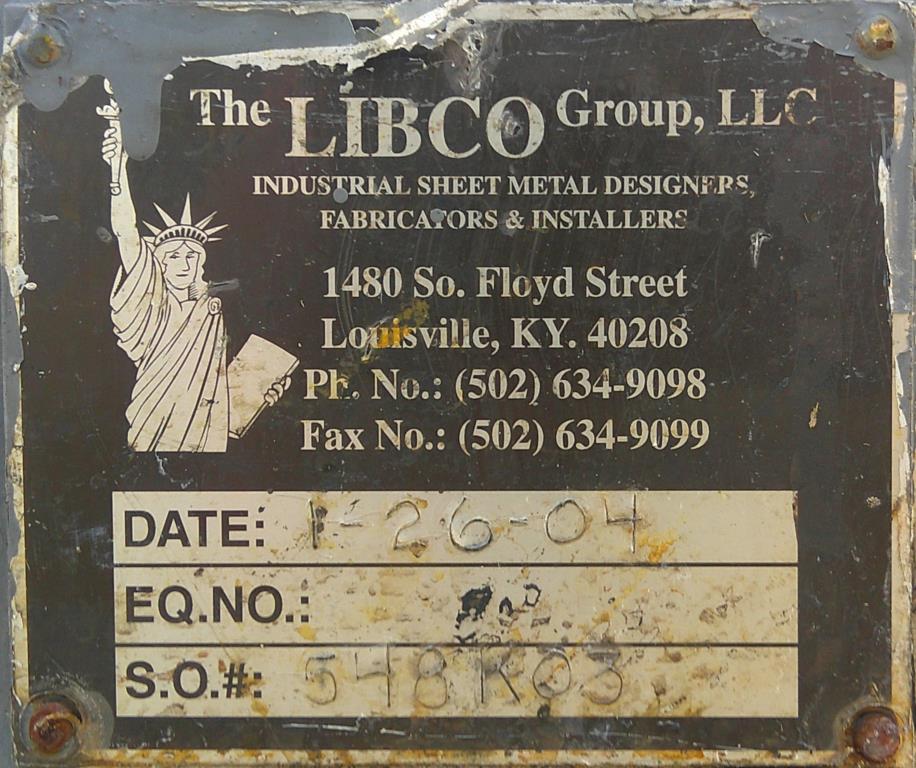 The LIBCO Group, LLC
INDUSTRIAL SHEET METAL DESIGNERS,
FABRICATORS & INSTALLERS
1480 So. Floyd Street
Louisville, KY. 40208
Ph. No.: (502) 634-9098
Fax No.: (502) 634-9099
DATE: 1-26-04
EQ.NO.:
S.O.#: 548R03